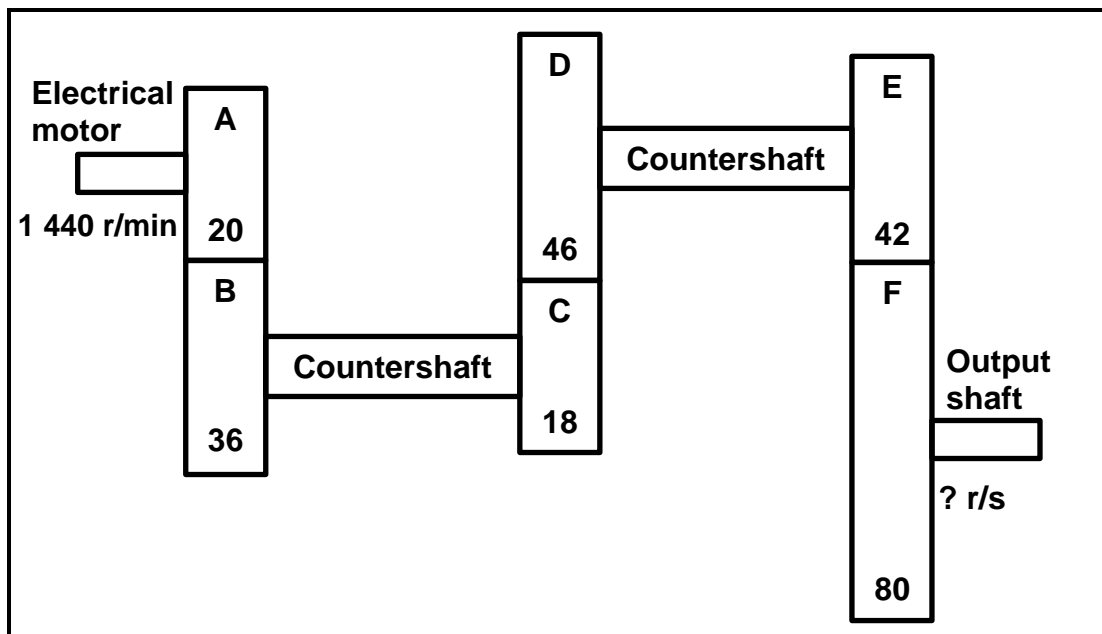 Electrical
motor
1 440 r/min
A
20
B
36
Countershaft
D
46
C
18
Countershaft
E
42
F
80
Output
shaft
? r/s